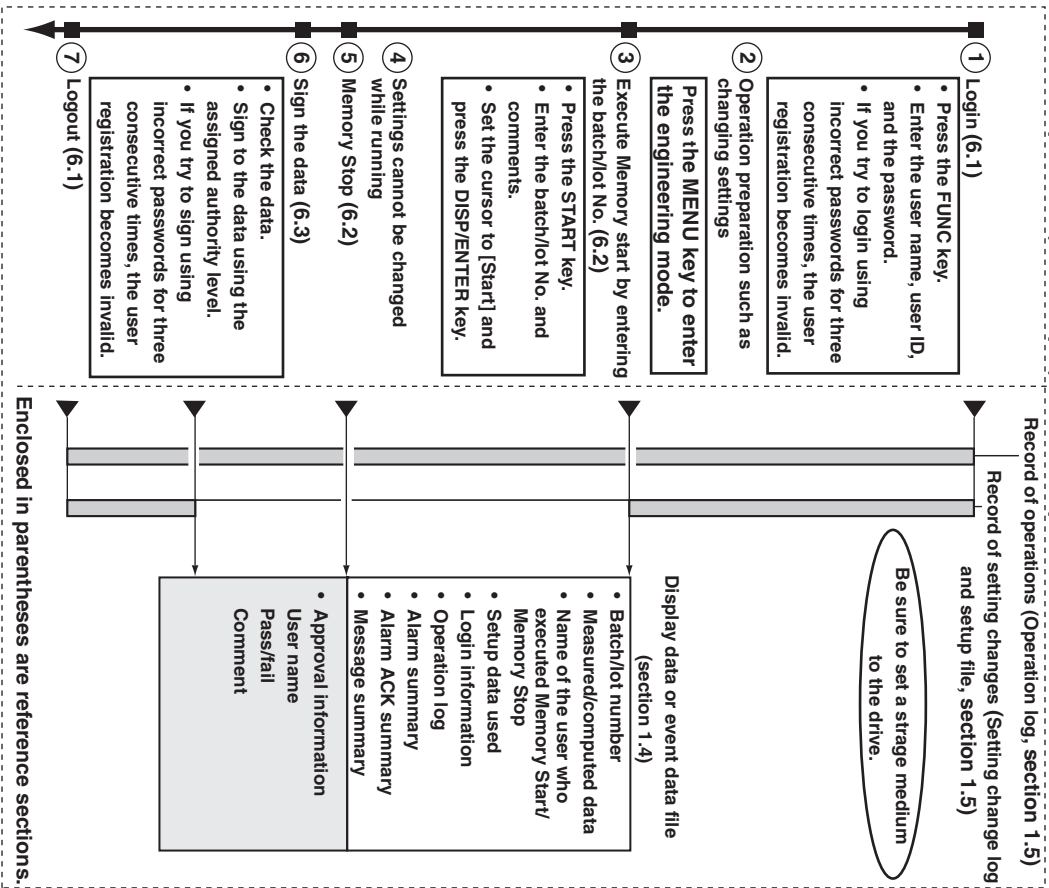 ① Login (6.1)
• Press the FUNC key.
• Enter the user name, user ID,
and the password.
• If you try to login using
incorrect passwords for three
consecutive times, the user
registration becomes invalid.
② Operation preparation such as
changing settings
Press the MENU key to enter
the engineering mode.
③ Execute Memory start by entering
the batch/lot No. (6.2)
• Press the START key.
• Enter the batch/lot No. and
comments.
• Set the cursor to [Start] and
press the DISP/ENTER key.
④ Settings cannot be changed
while running
⑤ Memory Stop (6.2)
⑥ Sign the data (6.3)
• Check the data.
• Sign to the data using the
assigned authority level.
• If you try to sign using
incorrect passwords for three
consecutive times, the user
registration becomes invalid.
⑦ Logout (6.1)
Record of operations (Operation log, section 1.5)
Record of setting changes (Setting change log
and setup file, section 1.5)
Be sure to set a strage medium
to the drive.
Display data or event data file
(section 1.4)
• Batch/lot number
• Measured/computed data
• Name of the user who
executed Memory Start/
Memory Stop
• Setup data used
• Login information
• Operation log
• Alarm summary
• Alarm ACK summary
• Message summary
• Approval information
User name
Pass/fail
Comment
Enclosed in parentheses are reference sections.